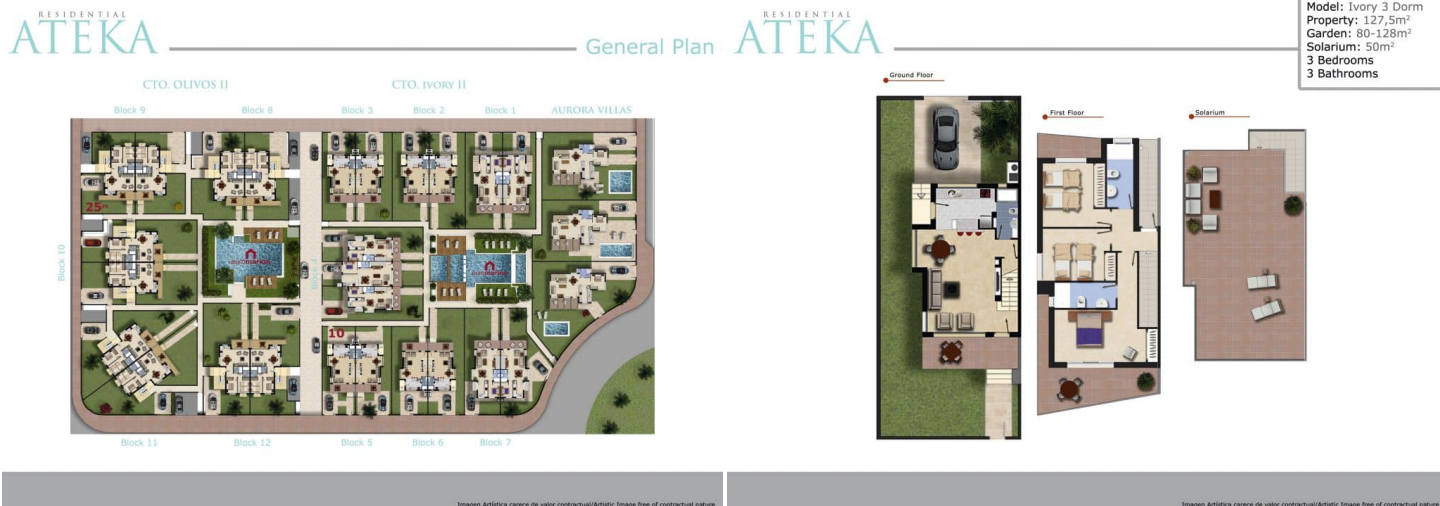 RESIDENTIAL
ATEKA
General Plan
CTO. OLIVOS II
CTO. IVORY II
Block 9
Block 8
Block 3
Block 2
Block 1
AURORA VILLAS
25
Block 10
Block 4
euromarina
euromarina
10
Block 11
Block 12
Block 5
Block 6
Block 7
Imagen Artística carece de valor contractual/Artistic Image free of contractual nature
RESIDENTIAL
ATEKA
Model: Ivory 3 Dorm
Property: 127,5m²
Garden: 80-128m²
Solarium: 50m²
3 Bedrooms
3 Bathrooms
Ground Floor
First Floor
Solarium
Imagen Artística carece de valor contractual/Artistic Image free of contractual nature